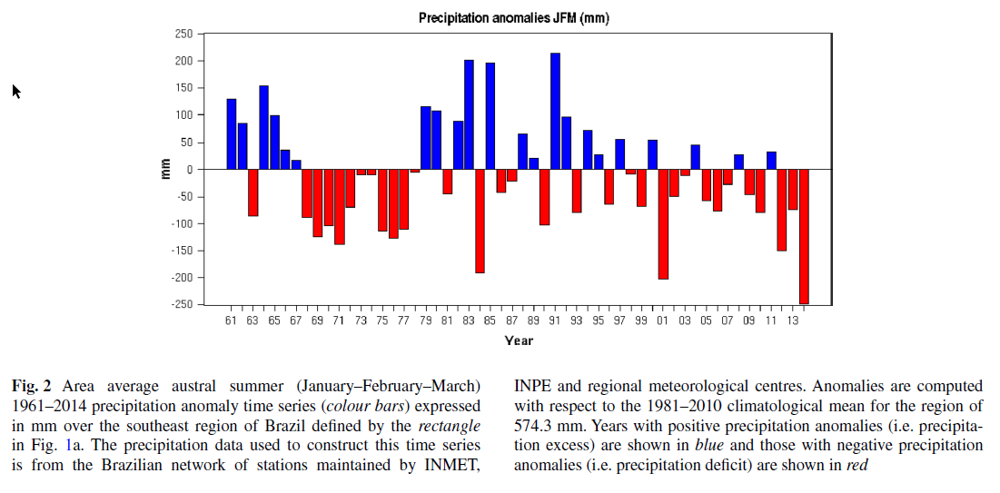 Precipitation anomalies JFM (mm)
250
200
150
100
50
0
-50
-100
-150
-200
-250
mm
61 63 65 67 69 71 73 75 77 79 81 83 85 87 89 91 93 95 97 99 01 03 05 07 09 11 13
Year
Fig. 2 Area average austral summer (January–February–March)
1961–2014 precipitation anomaly time series (colour bars) expressed
in mm over the southeast region of Brazil defined by the rectangle
in Fig. 1a. The precipitation data used to construct this time series
is from the Brazilian network of stations maintained by INMET,
INPE and regional meteorological centres. Anomalies are computed
with respect to the 1981–2010 climatological mean for the region of
574.3 mm. Years with positive precipitation anomalies (i.e. precipita-
tion excess) are shown in blue and those with negative precipitation
anomalies (i.e. precipitation deficit) are shown in red